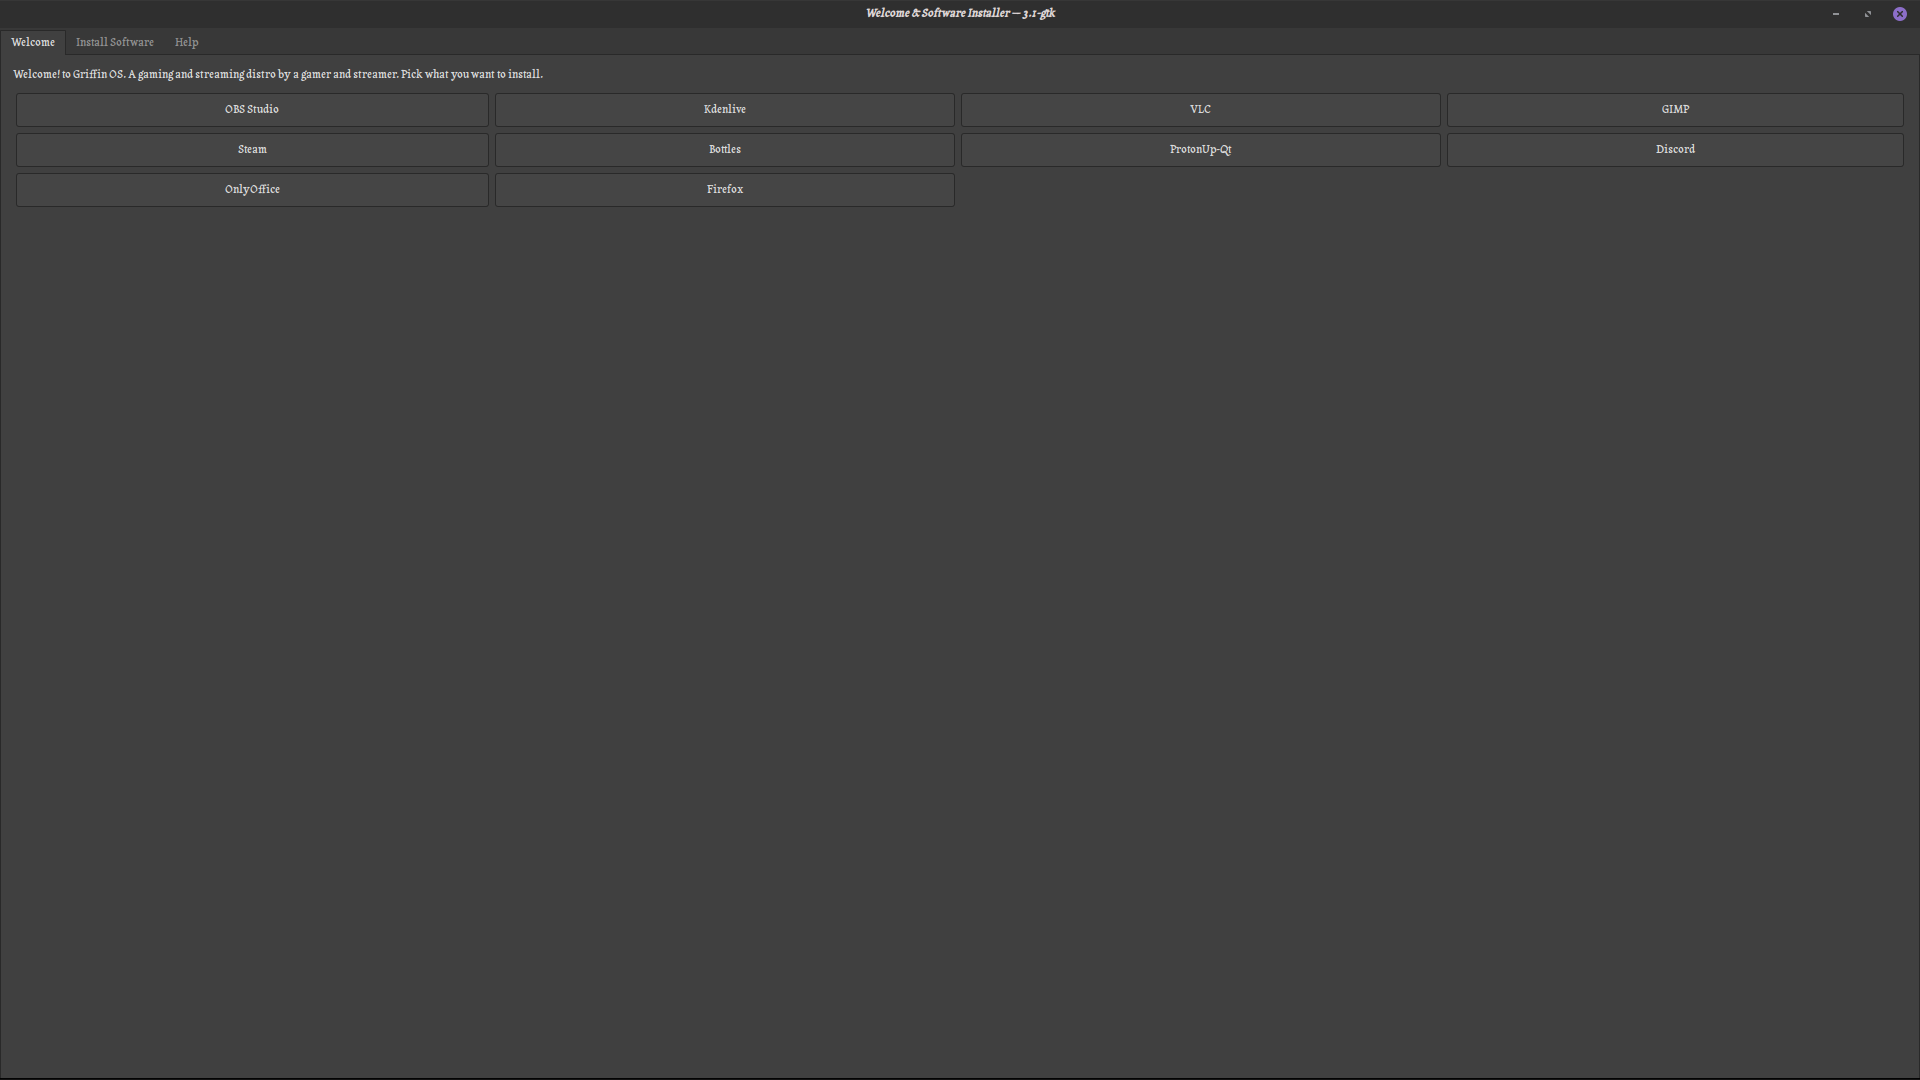 Welcome & Software Installer — 3.1-gtk
Welcome Install Software Help
Welcome! to Griffin OS. A gaming and streaming distro by a gamer and streamer. Pick what you want to install.
OBS Studio Kdenlive VLC GIMP
Steam Bottles ProtonUp-Qt Discord
OnlyOffice Firefox